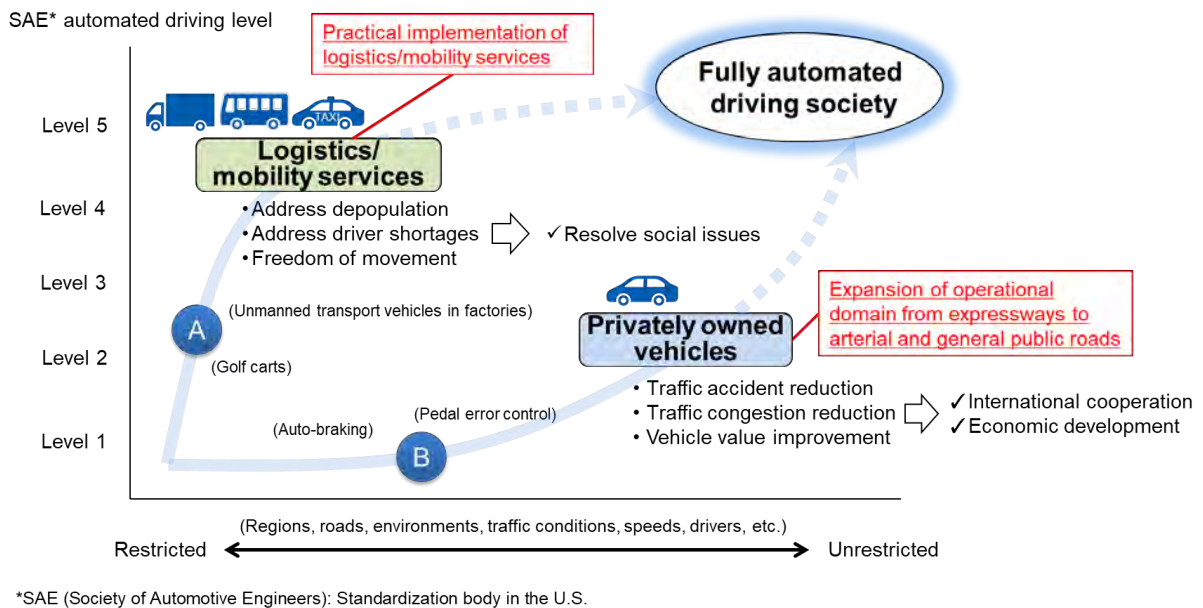 SAE* automated driving level
Practical implementation of
logistics/mobility services
Fully automated
driving society
Level 5
TAXI
Logistics/
mobility services
Level 4
• Address depopulation
• Address driver shortages
• Freedom of movement
✓ Resolve social issues
Level 3
(Unmanned transport vehicles in factories)
A
Expansion of operational
domain from expressways to
arterial and general public roads
Privately owned
vehicles
Level 2
(Golf carts)
• Traffic accident reduction
• Traffic congestion reduction
• Vehicle value improvement
✓ International cooperation
✓ Economic development
(Pedal error control)
(Auto-braking)
Level 1
B
(Regions, roads, environments, traffic conditions, speeds, drivers, etc.)
Restricted
Unrestricted
*SAE (Society of Automotive Engineers): Standardization body in the U.S.